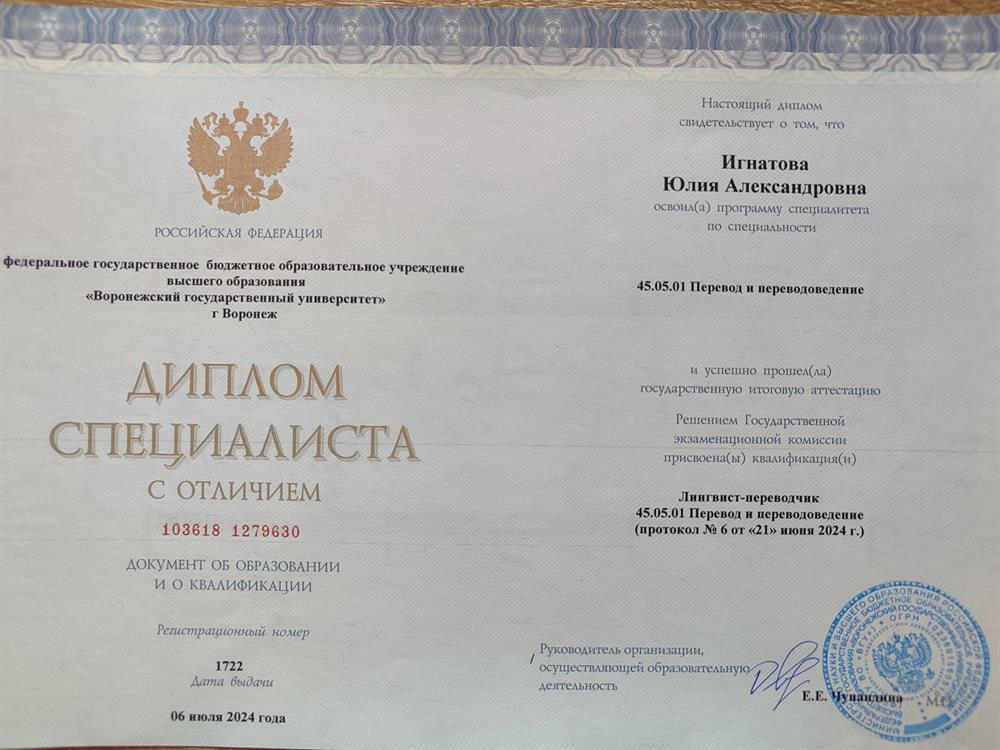 РОССИЙСКАЯ ФЕДЕРАЦИЯ
федеральное государственное бюджетное образовательное учреждение
высшего образования
«Воронежский государственный университет»
г Воронеж
ДИПЛОМ
СПЕЦИАЛИСТА
С ОТЛИЧИЕМ
103618 1279630
ДОКУМЕНТ ОБ ОБРАЗОВАНИИ
И О КВАЛИФИКАЦИИ
Регистрационный номер
1722
Дата выдачи
06 июля 2024 года
Настоящий диплом
свидетельствует о том, что
Игнатова
Юлия Александровна
освоил(а) программу специалитета
по специальности
45.05.01 Перевод и переводоведение
и успешно прошел(ла)
государственную итоговую аттестацию
Решением Государственной
экзаменационной комиссии
присвоена(ы) квалификация(и)
Лингвист-переводчик
45.05.01 Перевод и переводоведение
(протокол № 6 от «21» июня 2024 г.)
/ Руководитель организации,
осуществляющей образовательную
деятельность
Е.Е. Чупандина
М.П.